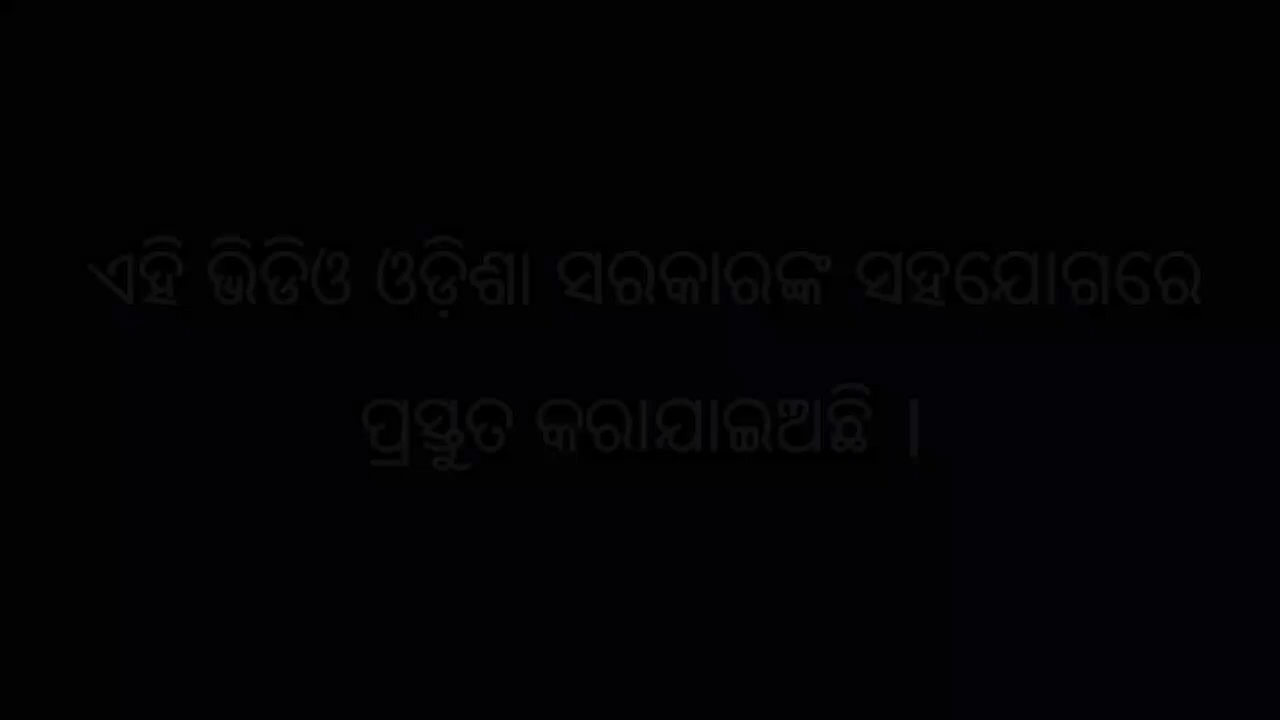 ଏହି ଭିଡିଓ ଓଡ଼ିଶା ସରକାରଙ୍କ ସହଯୋଗରେ
ପ୍ରସ୍ତୁତ କରାଯାଇଅଛି ।